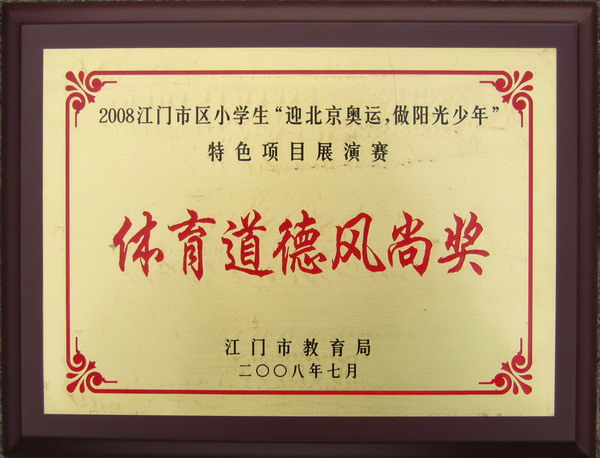 2008江门市区小学生“迎北京奥运,做阳光少年”
特色项目展演赛
体育道德风尚奖
江门市教育局
二〇〇八年七月